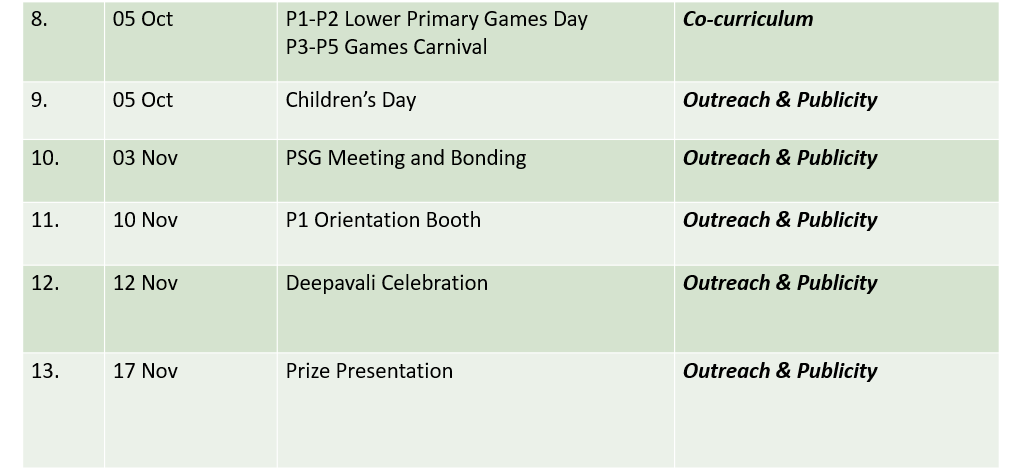 8. 05 Oct P1-P2 Lower Primary Games Day Co-curriculum
P3-P5 Games Carnival
9. 05 Oct Children’s Day Outreach & Publicity
10. 03 Nov PSG Meeting and Bonding Outreach & Publicity
11. 10 Nov P1 Orientation Booth Outreach & Publicity
12. 12 Nov Deepavali Celebration Outreach & Publicity
13. 17 Nov Prize Presentation Outreach & Publicity